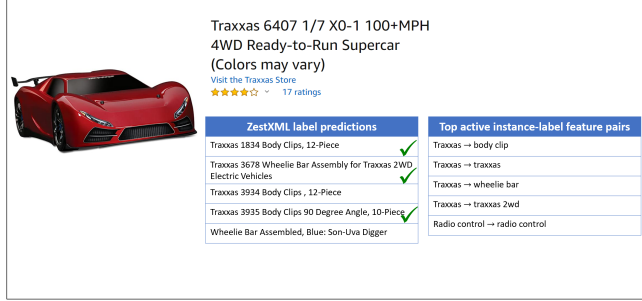 Traxxas 6407 1/7 X0-1 100+MPH
4WD Ready-to-Run Supercar
(Colors may vary)
Visit the Traxxas Store
17 ratings
ZestXML label predictions
Traxxas 1834 Body Clips, 12-Piece
Traxxas 3678 Wheelie Bar Assembly for Traxxas 2WD
Electric Vehicles
Traxxas 3934 Body Clips , 12-Piece
Traxxas 3935 Body Clips 90 Degree Angle, 10-Piece
Wheelie Bar Assembled, Blue: Son-Uva Digger
Top active instance-label feature pairs
Traxxas → body clip
Traxxas → traxxas
Traxxas → wheelie bar
Traxxas → traxxas 2wd
Radio control → radio control